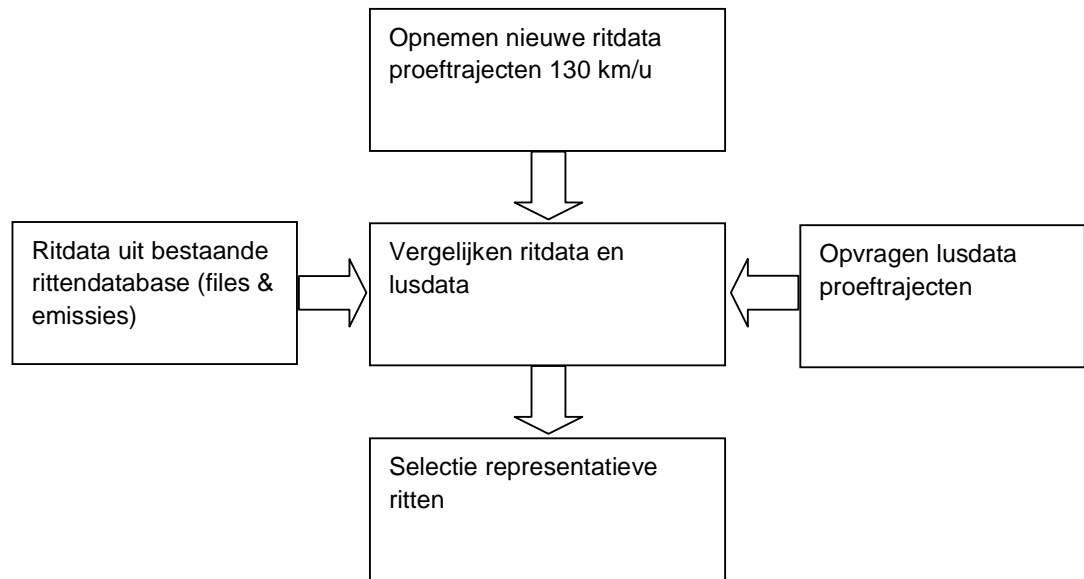 Opnemen nieuwe ritdata
proeftrajecten 130 km/u
Ritdata uit bestaande
rittendatabase (files &
emissies)
Vergelijken ritdata en
lusdata
Opvragen lusdata
proeftrajecten
Selectie representatieve
ritten